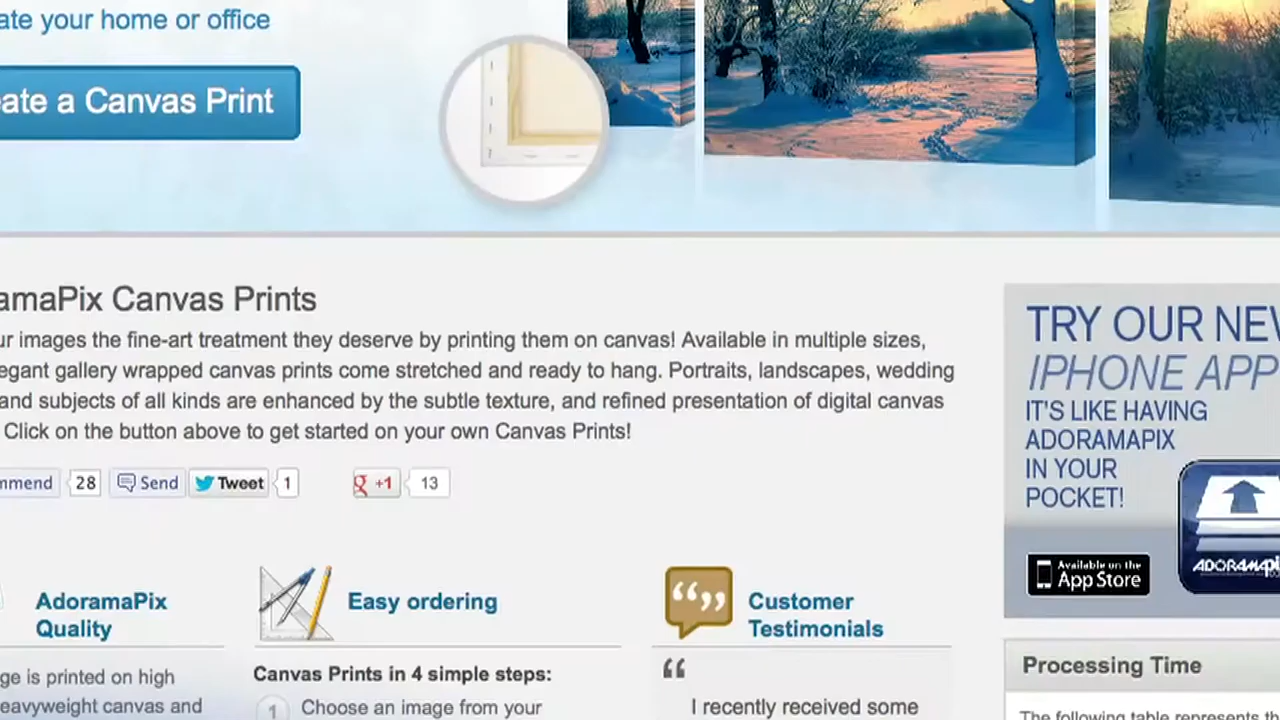 ate your home or office
eate a Canvas Print
amaPix Canvas Prints
ur images the fine-art treatment they deserve by printing them on canvas! Available in multiple sizes,
egant gallery wrapped canvas prints come stretched and ready to hang. Portraits, landscapes, wedding
and subjects of all kinds are enhanced by the subtle texture, and refined presentation of digital canvas
Click on the button above to get started on your own Canvas Prints!
mmend 28 Send Tweet 1 +1 13
AdoramaPix
Quality
ge is printed on high
eavyweight canvas and
Easy ordering
Canvas Prints in 4 simple steps:
1 Choose an image from your
Customer
Testimonials
I recently received some
TRY OUR NEW
IPHONE APP
IT'S LIKE HAVING
ADORAMAPIX
IN YOUR
POCKET!
Available on the
App Store
ADORAMAPI
Processing Time
The following table represents th